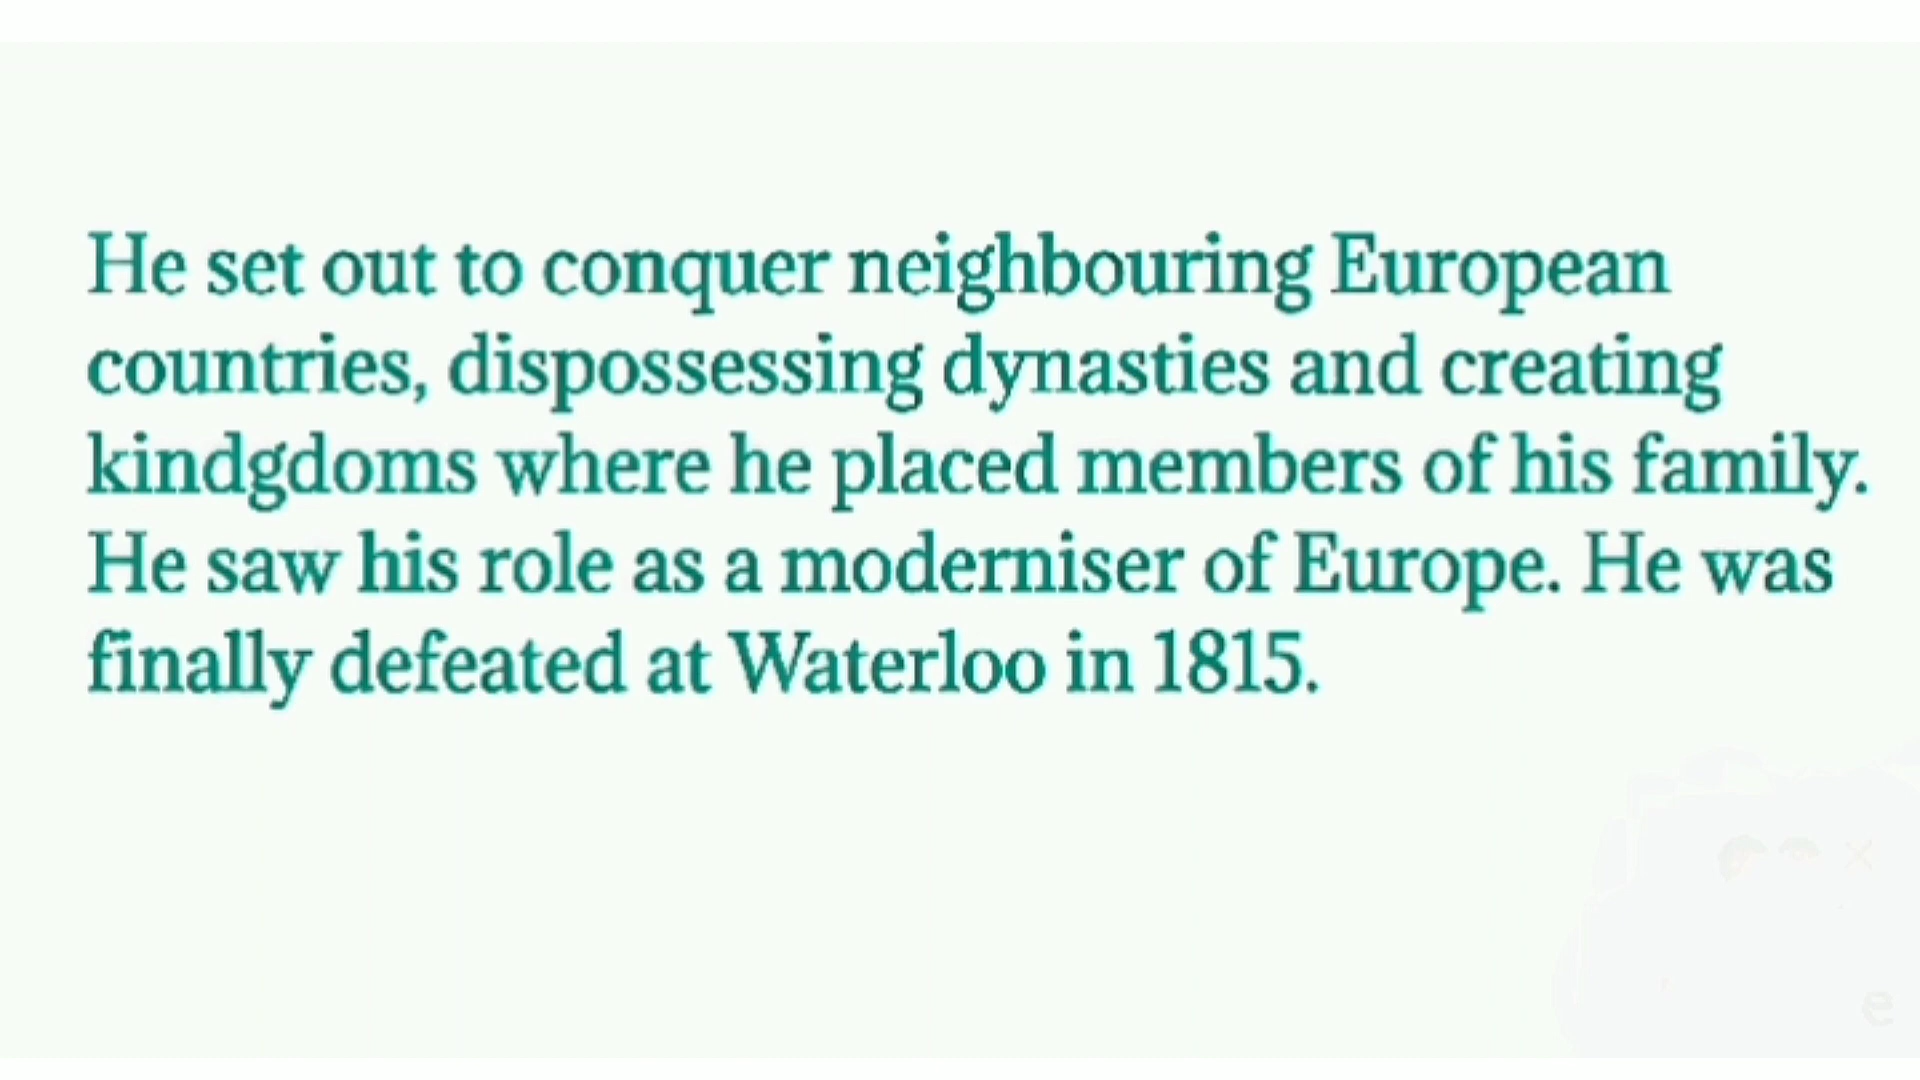 He set out to conquer neighbouring European
countries, dispossessing dynasties and creating
kindgdoms where he placed members of his family.
He saw his role as a moderniser of Europe. He was
finally defeated at Waterloo in 1815.
e